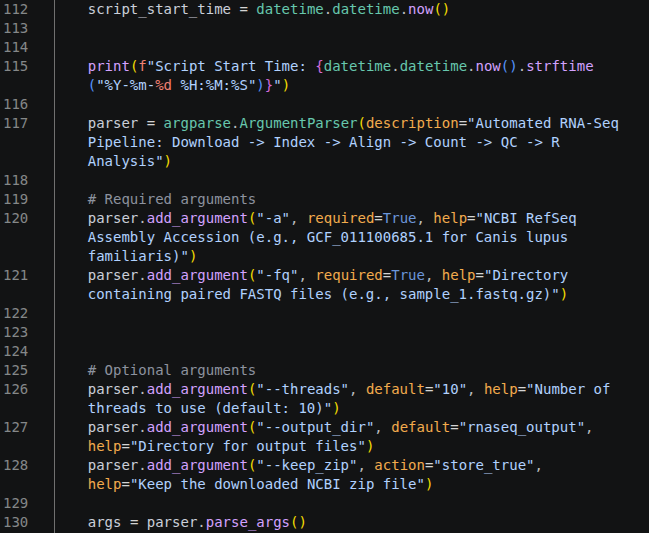 112 script_start_time = datetime.datetime.now()
113
114
115 print(f"Script Start Time: {datetime.datetime.now().strftime
("%Y-%m-%d %H:%M:%S")}")
116
117 parser = argparse.ArgumentParser(description="Automated RNA-Seq
Pipeline: Download -> Index -> Align -> Count -> QC -> R
Analysis")
118
119 # Required arguments
120 parser.add_argument("-a", required=True, help="NCBI RefSeq
Assembly Accession (e.g., GCF_011100685.1 for Canis lupus
familiaris)")
121 parser.add_argument("-fq", required=True, help="Directory
containing paired FASTQ files (e.g., sample_1.fastq.gz)")
122
123
124
125 # Optional arguments
126 parser.add_argument("--threads", default="10", help="Number of
threads to use (default: 10)")
127 parser.add_argument("--output_dir", default="rnaseq_output",
help="Directory for output files")
128 parser.add_argument("--keep_zip", action="store_true",
help="Keep the downloaded NCBI zip file")
129
130 args = parser.parse_args()